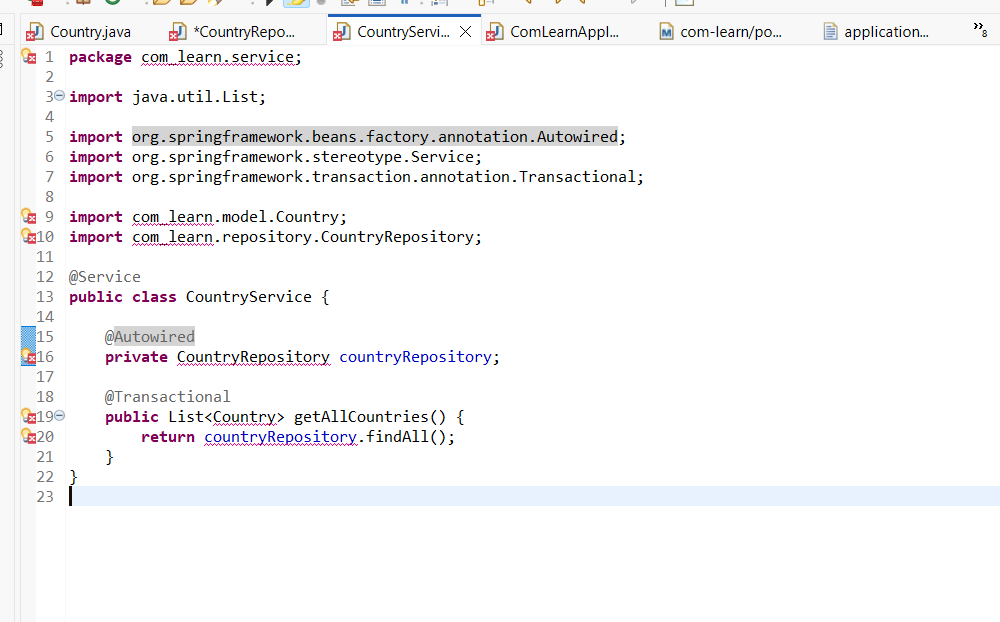 Country.java *CountryRepo... CountryServi... ComLearnAppl... com-learn/po... application... »8
1 package com_learn.service;
2
3 import java.util.List;
4
5 import org.springframework.beans.factory.annotation.Autowired;
6 import org.springframework.stereotype.Service;
7 import org.springframework.transaction.annotation.Transactional;
8
9 import com_learn.model.Country;
10 import com_learn.repository.CountryRepository;
11
12 @Service
13 public class CountryService {
14
15     @Autowired
16     private CountryRepository countryRepository;
17
18     @Transactional
19     public List<Country> getAllCountries() {
20         return countryRepository.findAll();
21     }
22 }
23